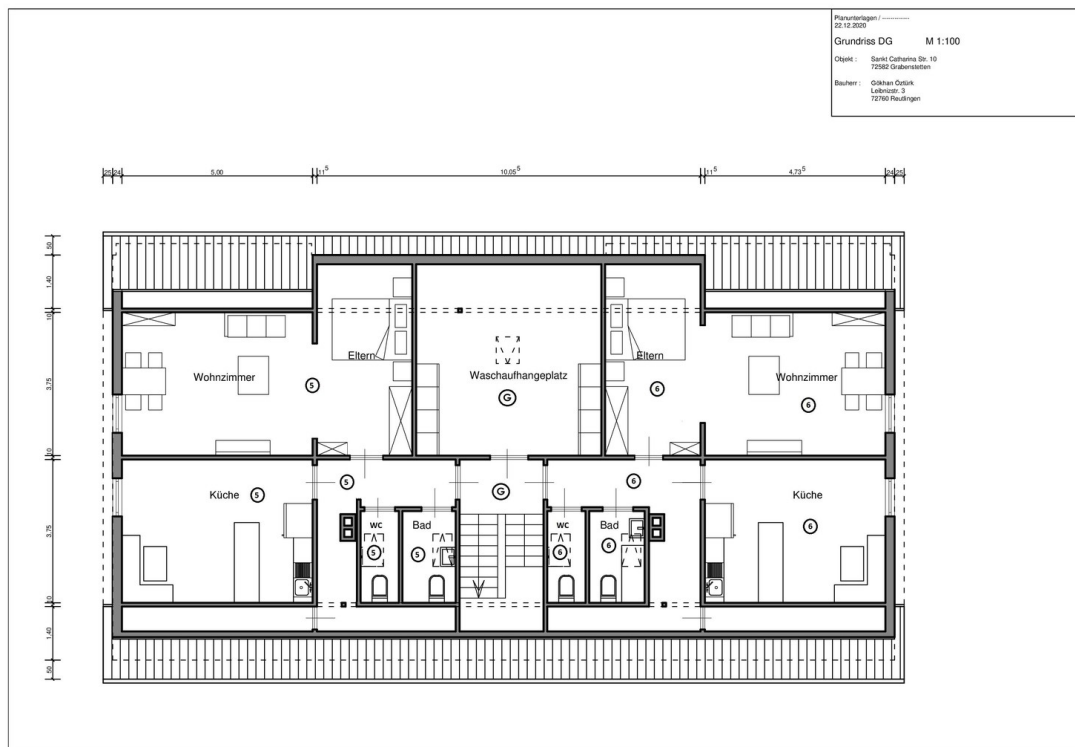 Planunterlagen / -------------
22.12.2020
Grundriss DG M 1:100
Objekt : Sankt Catharina Str. 10
72582 Grabenstetten
Bauherr : Gökhan Öztürk
Leibnizstr. 3
72760 Reutlingen
25 24 5,00 11⁵ 10,05⁵ 11⁵ 4,73⁵ 24 25
50
1,40
10
3,75
10
3,75
10
1,40
50
Eltern
Waschaufhangeplatz
Eltern
Wohnzimmer
5
G
6
Wohnzimmer
6
Küche
5
5
G
6
Küche
6
wc
5
Bad
5
wc
6
Bad
6